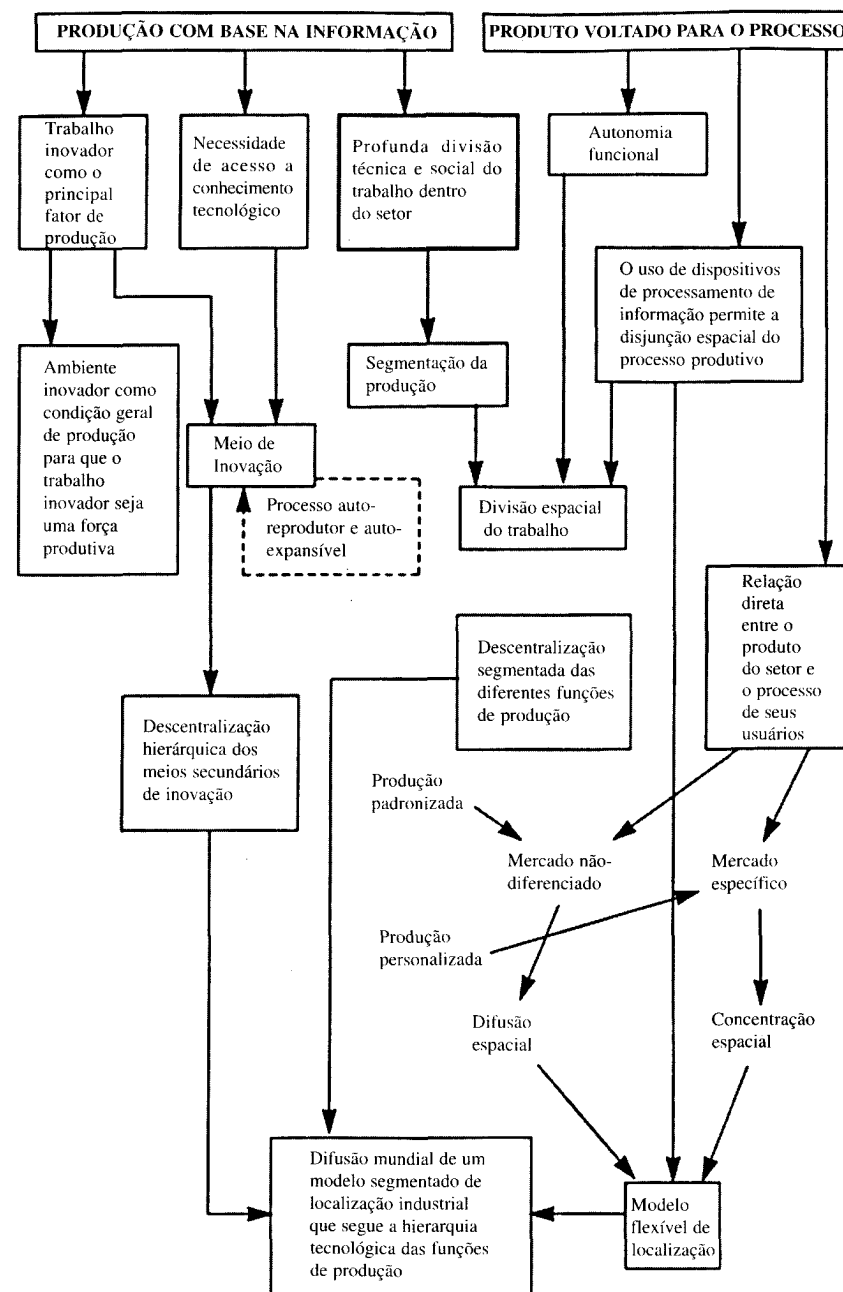 PRODUÇÃO COM BASE NA INFORMAÇÃO
PRODUTO VOLTADO PARA O PROCESSO
Trabalho
inovador
como o
principal
fator de
produção
Necessidade
de acesso a
conhecimento
tecnológico
Profunda divisão
técnica e social do
trabalho dentro
do setor
Autonomia
funcional
O uso de dispositivos
de processamento de
informação permite a
disjunção espacial do
processo produtivo
Ambiente
inovador como
condição geral
de produção
para que o
trabalho
inovador seja
uma força
produtiva
Segmentação da
produção
Meio de
Inovação
Processo auto-
reprodutor e auto-
expansível
Divisão espacial
do trabalho
Relação
direta
entre o
produto
do setor e
o processo
de seus
usuários
Descentralização
segmentada das
diferentes funções
de produção
Descentralização
hierárquica dos
meios secundários
de inovação
Produção
padronizada
Mercado não-
diferenciado
Mercado
específico
Produção
personalizada
Difusão
espacial
Concentração
espacial
Difusão mundial de um
modelo segmentado de
localização industrial
que segue a hierarquia
tecnológica das funções
de produção
Modelo
flexível de
localização